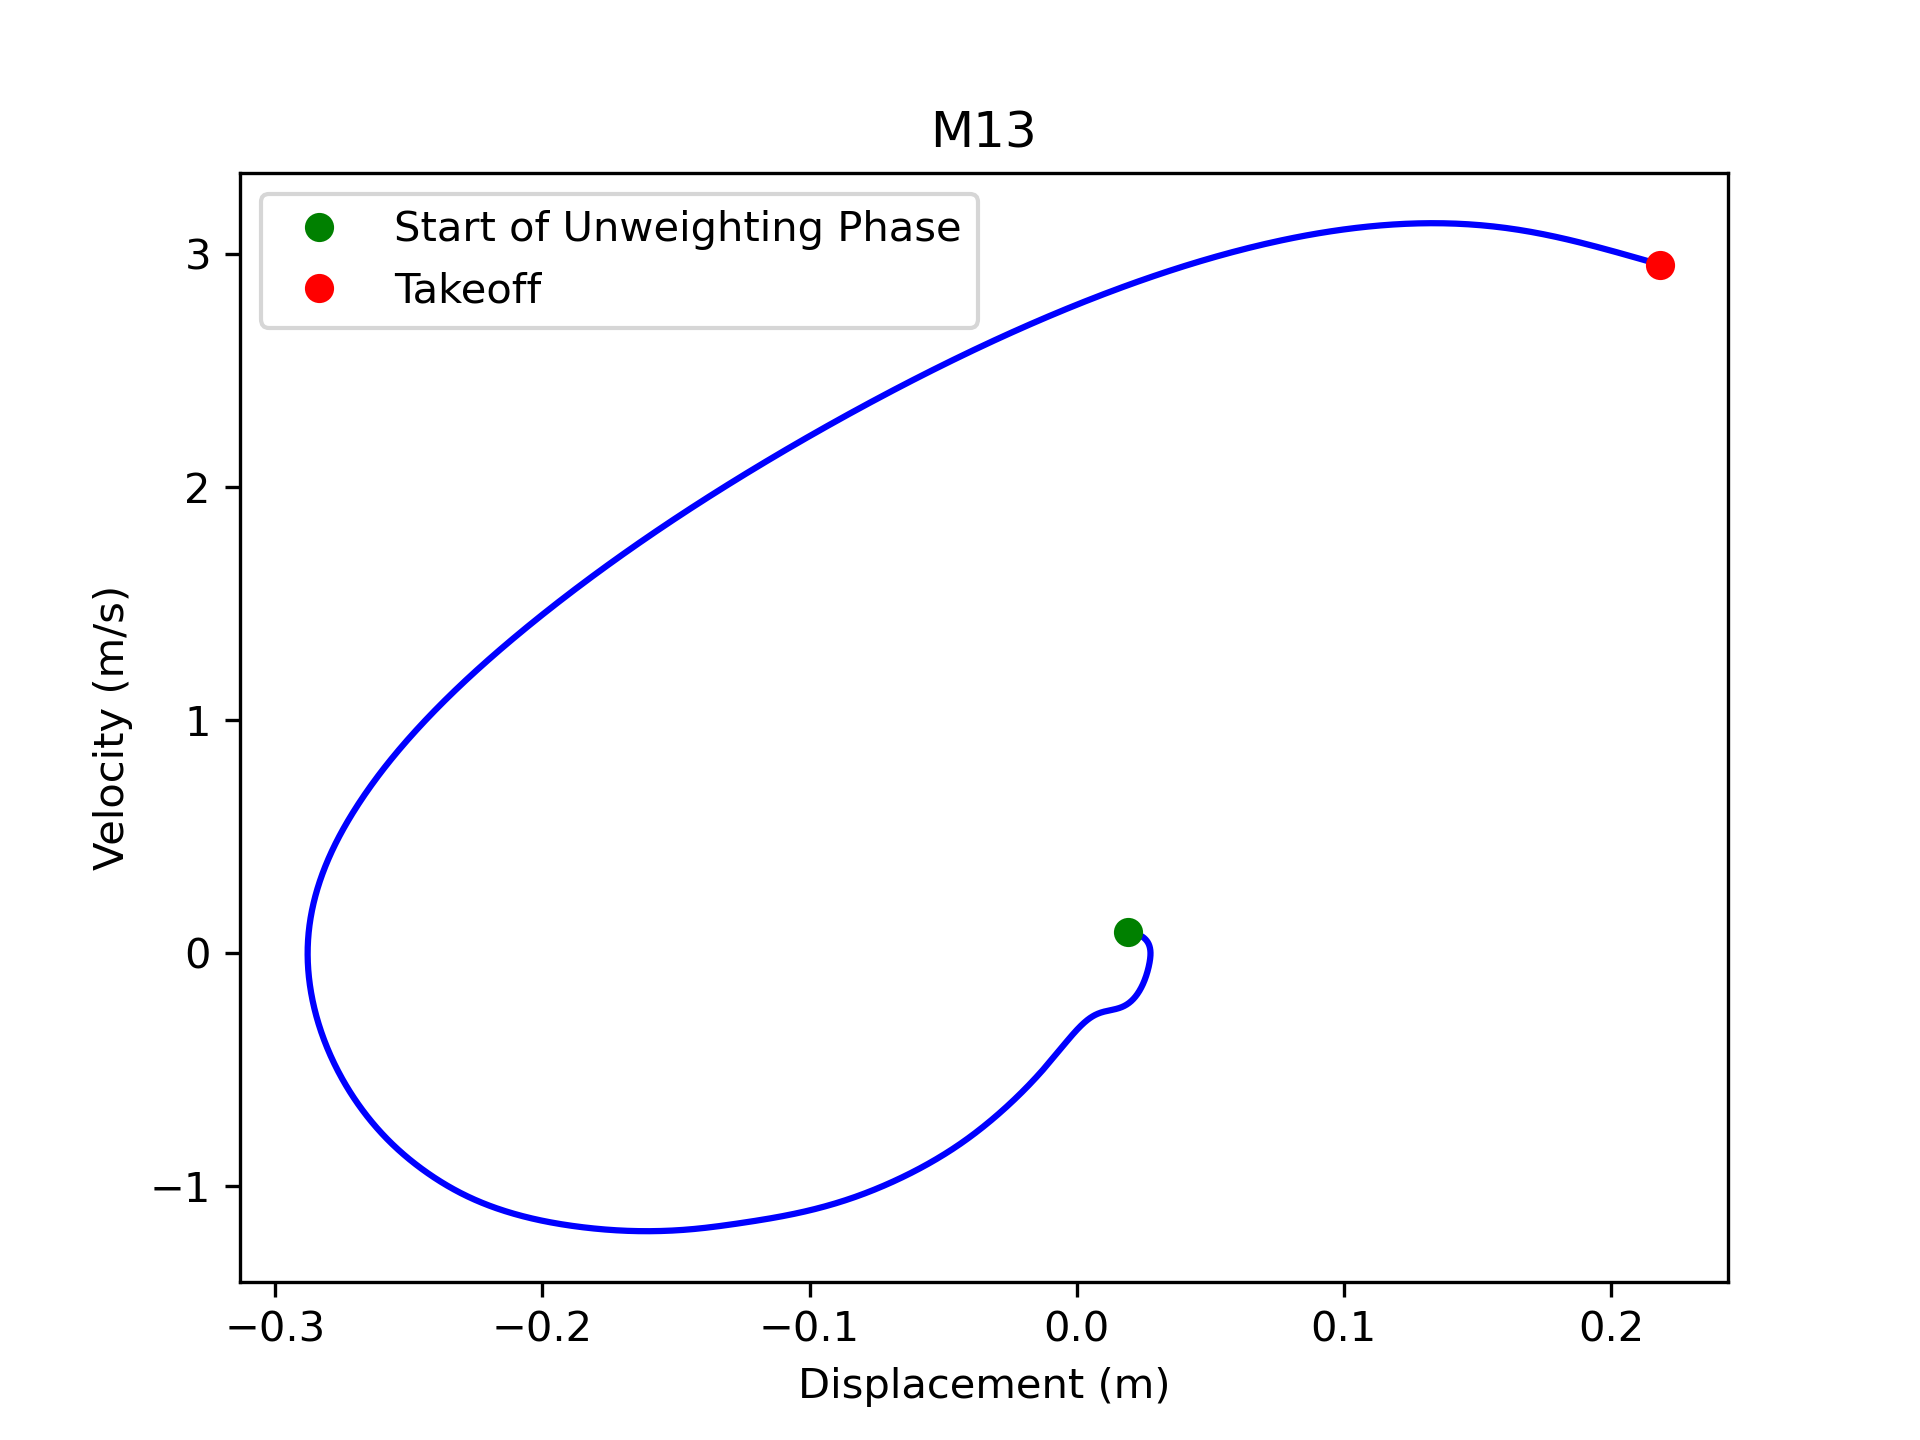 M13
Start of Unweighting Phase
Takeoff
3
2
1
0
−1
Velocity (m/s)
−0.3 −0.2 −0.1 0.0 0.1 0.2
Displacement (m)